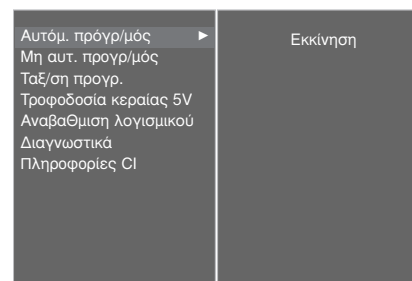 Αυτόμ. πρόγρ/μός ►
Εκκίνηση
Μη αυτ. προγρ/μός
Ταξ/ση προγρ.
Τροφοδοσία κεραίας 5V
ΑναβαΘμιση λογισμικού
Διαγνωστικά
Πληροφορίες CI